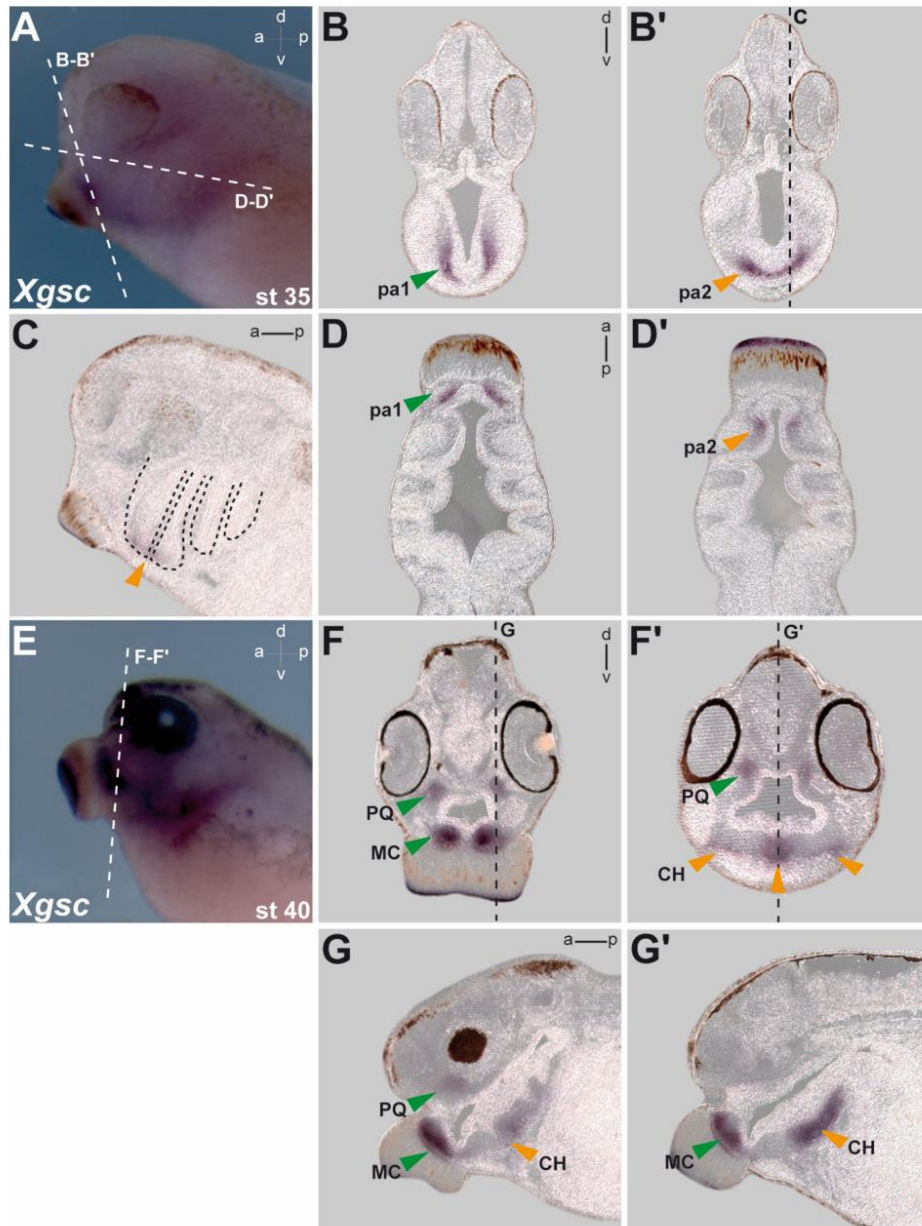 A
d
a p
v
B-B'
D-D'
Xgsc
st 35
B
d
v
pa1
B'
C
pa2
C
a p
D
a
p
pa1
D'
pa2
E
d
a p
v
F-F'
Xgsc
st 40
F
G
d
v
PQ
MC
F'
G'
PQ
CH
G
a p
PQ
MC
CH
G'
MC
CH